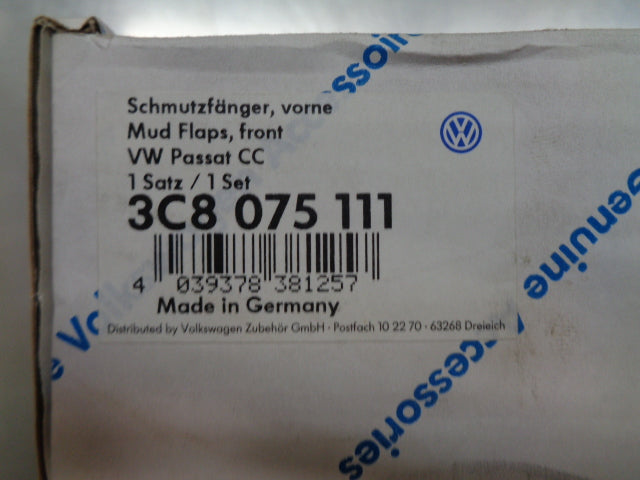 Schmutzfänger, vorne
Mud Flaps, front
VW Passat CC
1 Satz / 1 Set
3C8 075 111
4 039378 381257
Made in Germany
Distributed by Volkswagen Zubehör GmbH · Postfach 10 22 70 · 63268 Dreieich
Genuine
Accessories